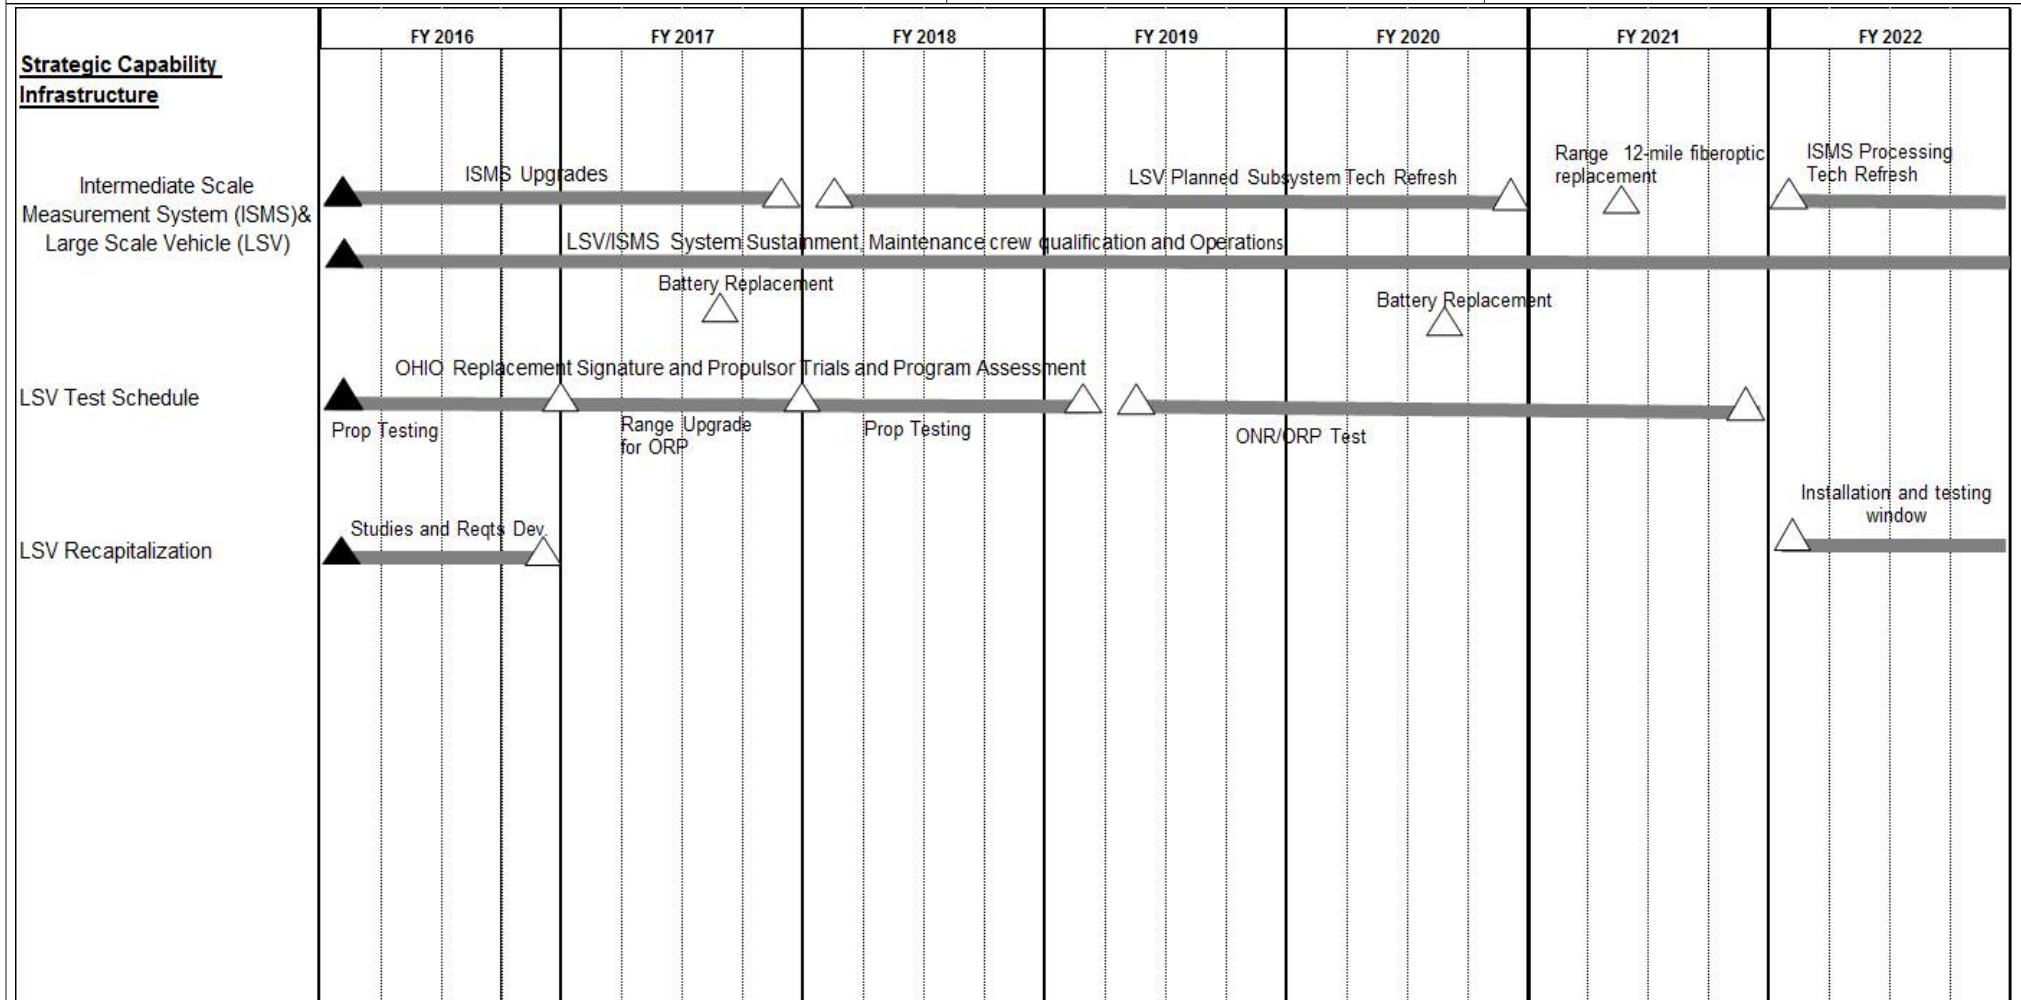 FY 2016 FY 2017 FY 2018 FY 2019 FY 2020 FY 2021 FY 2022
Strategic Capability
Infrastructure
Intermediate Scale
Measurement System (ISMS)&
Large Scale Vehicle (LSV)
ISMS Upgrades
LSV Planned Subsystem Tech Refresh
Range 12-mile fiberoptic
replacement
ISMS Processing
Tech Refresh
LSV/ISMS System Sustainment, Maintenance crew qualification and Operations
Battery Replacement
Battery Replacement
LSV Test Schedule
OHIO Replacement Signature and Propulsor Trials and Program Assessment
Prop Testing
Range Upgrade
for ORP
Prop Testing
ONR/ORP Test
LSV Recapitalization
Studies and Reqts Dev.
Installation and testing
window